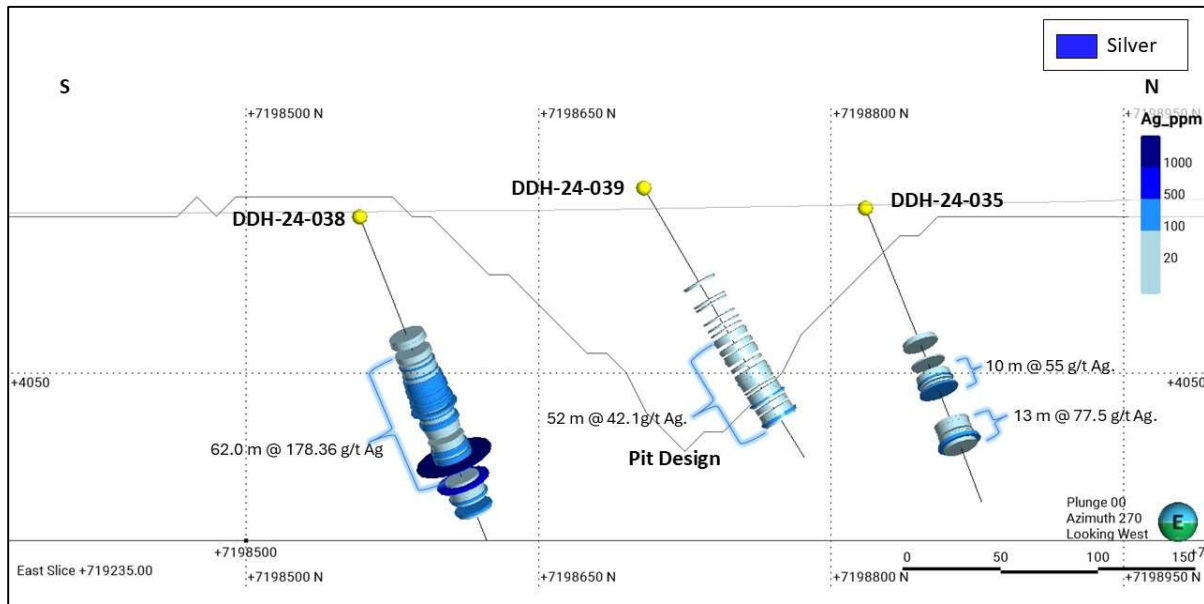 Silver
S
N
+7198500 N
+7198650 N
+7198800 N
+7198950 N
Ag_ppm
1000
500
100
20
DDH-24-039
DDH-24-035
DDH-24-038
+4050
+4050
10 m @ 55 g/t Ag.
52 m @ 42.1g/t Ag.
13 m @ 77.5 g/t Ag.
62.0 m @ 178.36 g/t Ag
Pit Design
Plunge 00
Azimuth 270
Looking West
E
+7198500
0 50 100 150
East Slice +719235.00
+7198500 N
+7198650 N
+7198800 N
+7198950 N